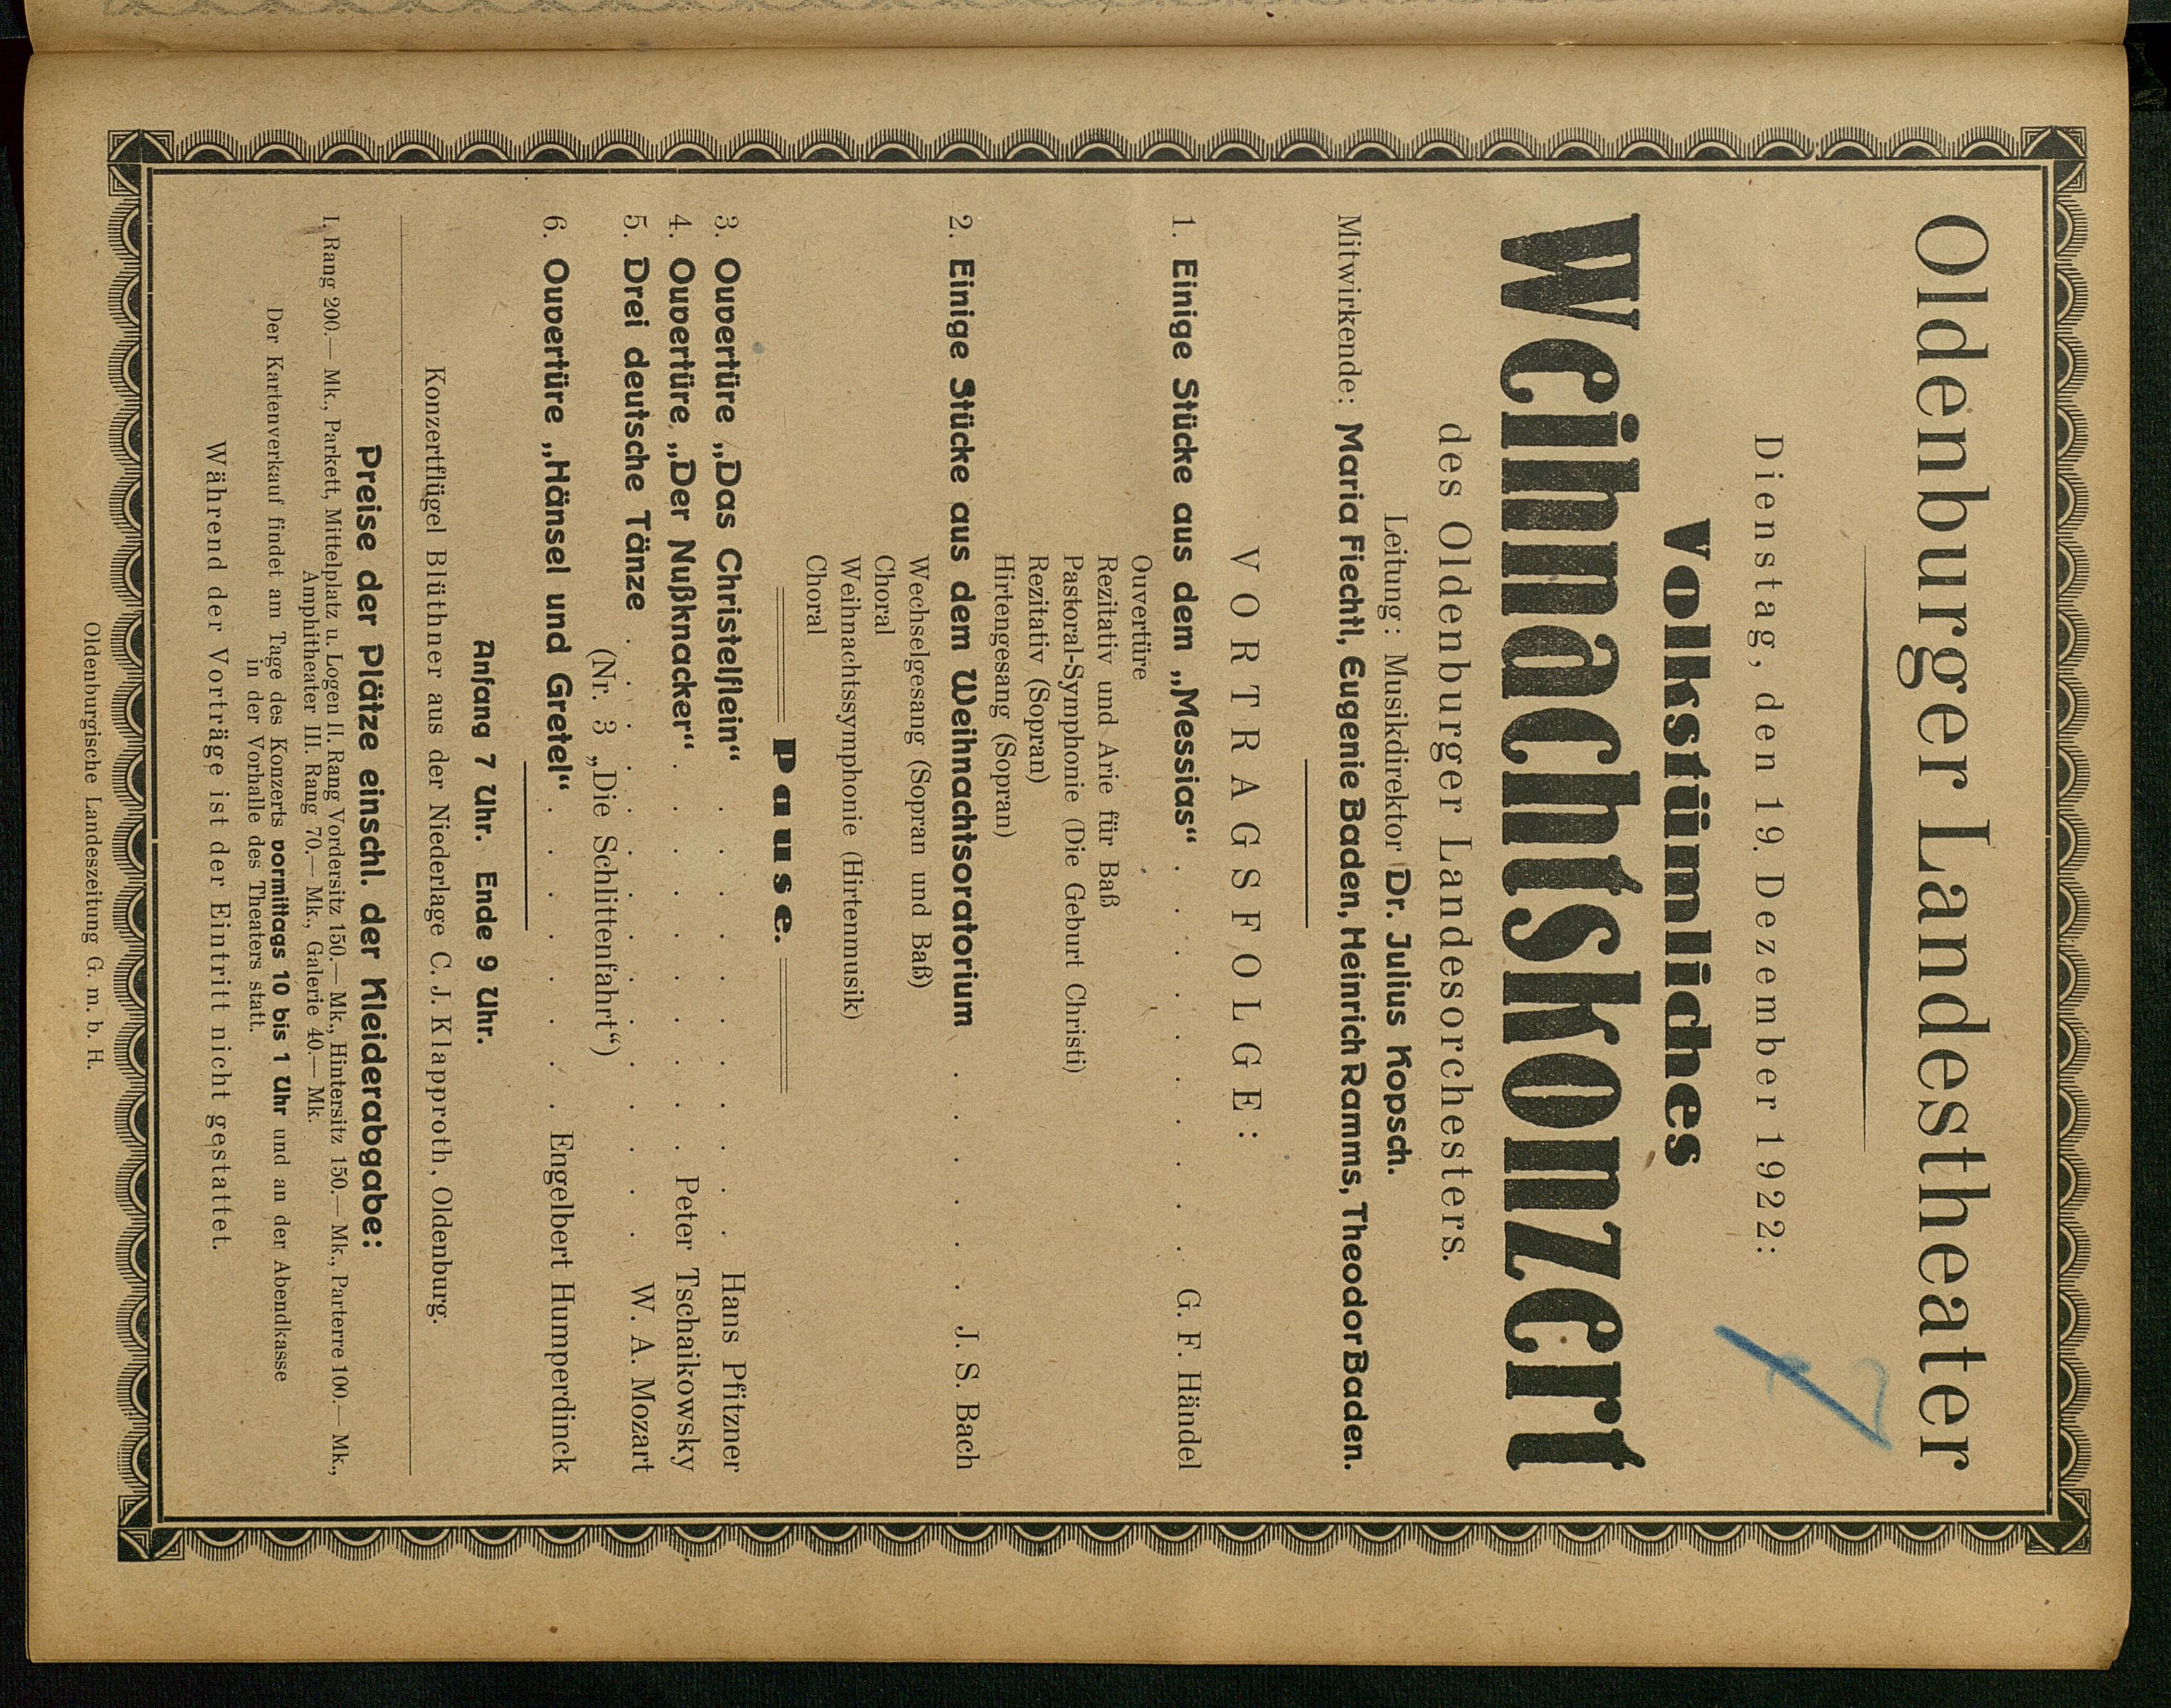 Oldenburger Landestheater
Dienstag, den 19. Dezember 1922:
Volkstümliches
Weihnachtskonzert
des Oldenburger Landesorchesters.
Leitung: Musikdirektor Dr. Julius Kopsch.
Mitwirkende: Maria Fiechtl, Eugenie Baden, Heinrich Ramms, Theodor Baden.
VORTRAGSFOLGE:
1. Einige Stücke aus dem „Messias“ . . . . . . . . . . G. F. Händel
Ouvertüre
Rezitativ und Arie für Baß
Pastoral-Symphonie (Die Geburt Christi)
Rezitativ (Sopran)
Hirtengesang (Sopran)
2. Einige Stücke aus dem Weihnachtsoratorium . . . . . . J. S. Bach
Wechselgesang (Sopran und Baß)
Choral
Weihnachtssymphonie (Hirtenmusik)
Choral
Pause.
3. Ouvertüre „Das Christelflein“ . . . . . . . . . . . Hans Pfitzner
4. Ouvertüre „Der Nußknacker“ . . . . . . . . . . Peter Tschaikowsky
5. Drei deutsche Tänze . . . . . . . . . . . . . . . W. A. Mozart
(Nr. 3 „Die Schlittenfahrt“)
6. Ouvertüre „Hänsel und Gretel“ . . . . . . . . Engelbert Humperdinck
Anfang 7 Uhr. Ende 9 Uhr.
Konzertflügel Blüthner aus der Niederlage C. J. Klapproth, Oldenburg.
Preise der Plätze einschl. der Kleiderabgabe:
I. Rang 200.— Mk., Parkett, Mittelplatz u. Logen II. Rang Vordersitz 150.— Mk., Hintersitz 150.— Mk., Parterre 100.— Mk.,
Amphitheater III. Rang 70.— Mk., Galerie 40.— Mk.
Der Kartenverkauf findet am Tage des Konzerts vormittags 10 bis 1 Uhr und an der Abendkasse
in der Vorhalle des Theaters statt.
Während der Vorträge ist der Eintritt nicht gestattet.
Oldenburgische Landeszeitung G. m. b. H.